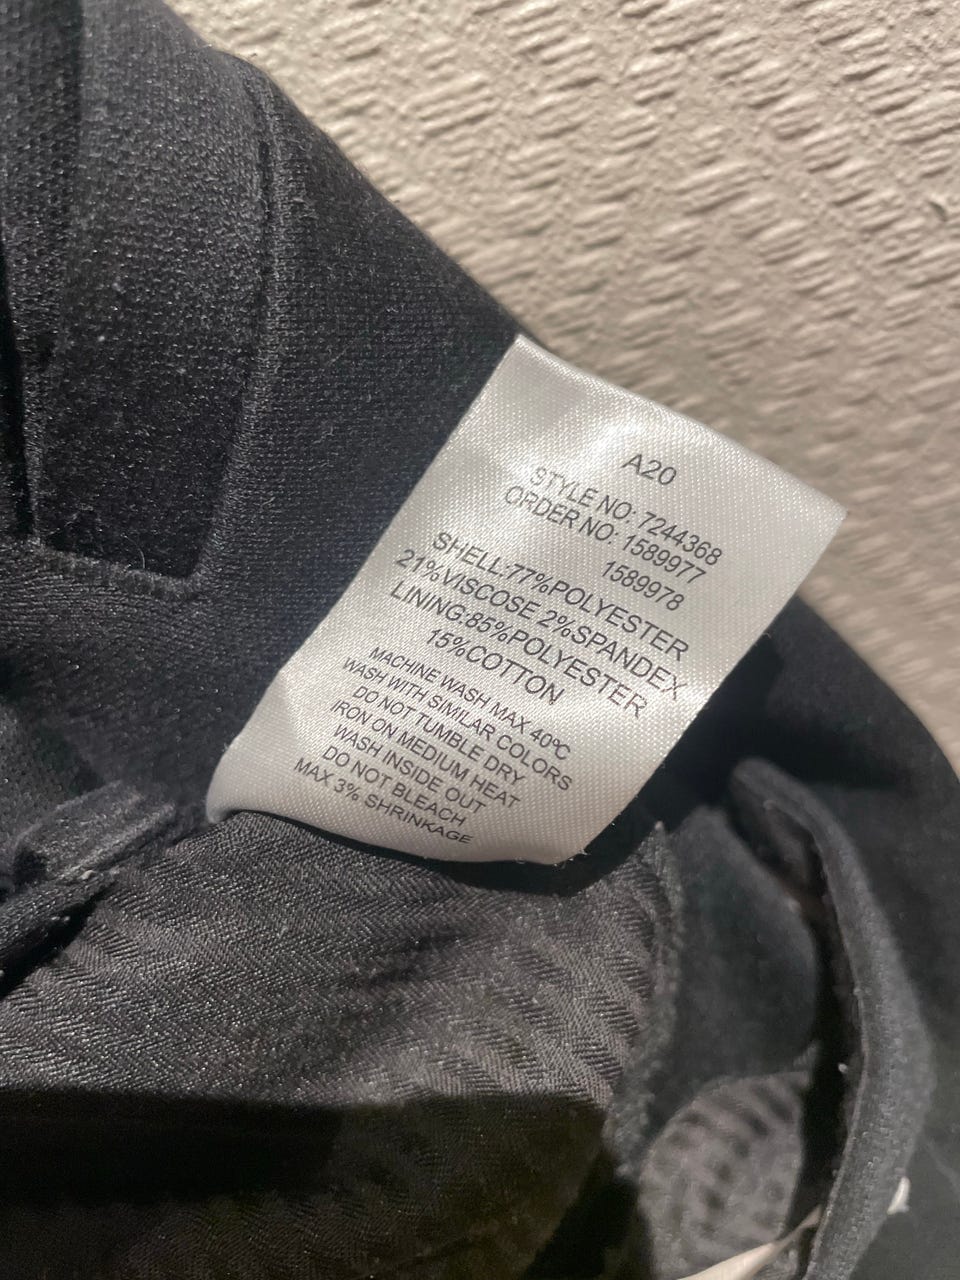 A20
STYLE NO: 7244368
ORDER NO: 1589977
1589978
SHELL:77%POLYESTER
21%VISCOSE 2%SPANDEX
LINING:85%POLYESTER
15%COTTON
MACHINE WASH MAX 40℃
WASH WITH SIMILAR COLORS
DO NOT TUMBLE DRY
IRON ON MEDIUM HEAT
WASH INSIDE OUT
DO NOT BLEACH
MAX 3% SHRINKAGE